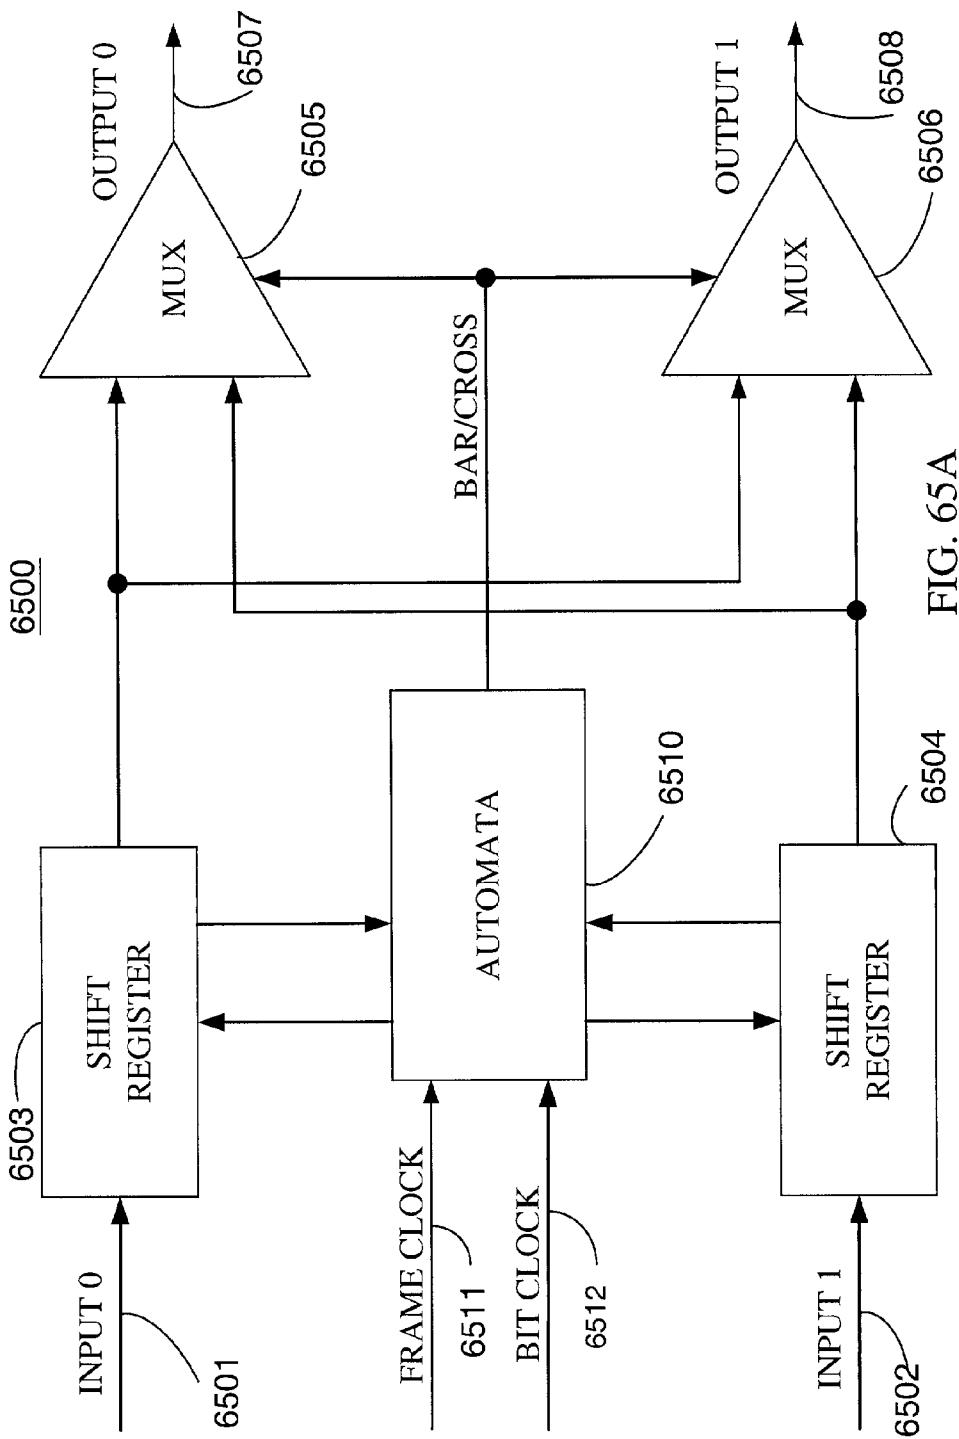 6500
INPUT 0
6501
6503
SHIFT
REGISTER
MUX
OUTPUT 0
6507
6505
FRAME CLOCK
6511
BIT CLOCK
6512
AUTOMATA
6510
BAR/CROSS
INPUT 1
6502
SHIFT
REGISTER
6504
MUX
OUTPUT 1
6508
6506
FIG. 65A